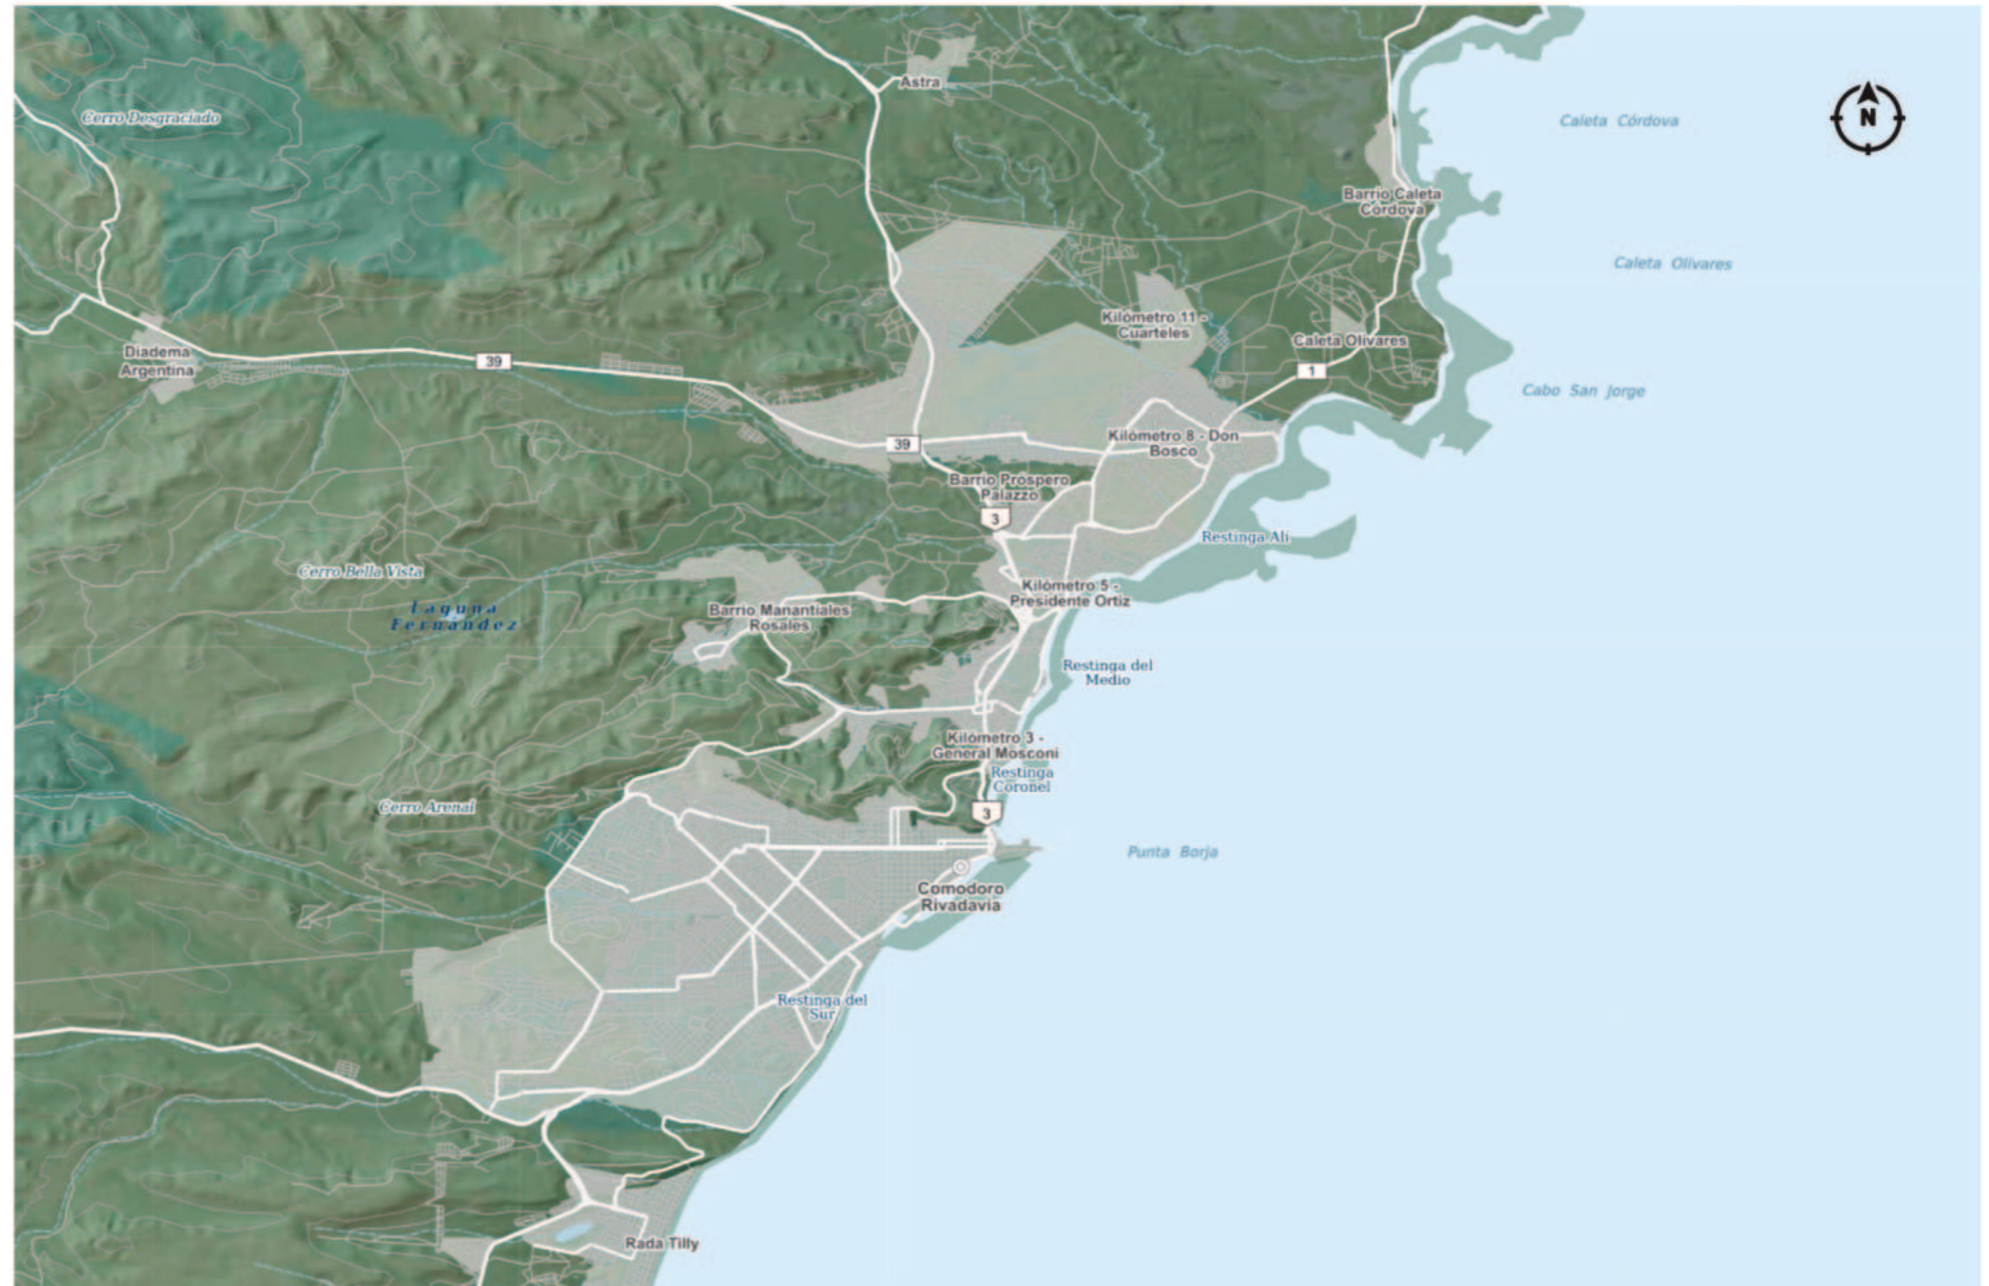 Astra
Cerro Desgraciado
Caleta Córdova
N
Barrio Caleta
Córdova
Caleta Olivares
Kilómetro 11 -
Cuarteles
Caleta Olivares
Diadema
Argentina
39
1
Cabo San Jorge
39
Kilómetro 8 - Don
Bosco
Barrio Próspero
Palazzo
3
Restinga Alí
Cerro Bella Vista
Laguna
Fernández
Kilómetro 5 -
Presidente Ortiz
Barrio Manantiales
Rosales
Restinga del
Medio
Kilómetro 3 -
General Mosconi
Restinga
Coronel
Cerro Arenal
3
Punta Borja
Comodoro
Rivadavia
Restinga del
Sur
Rada Tilly